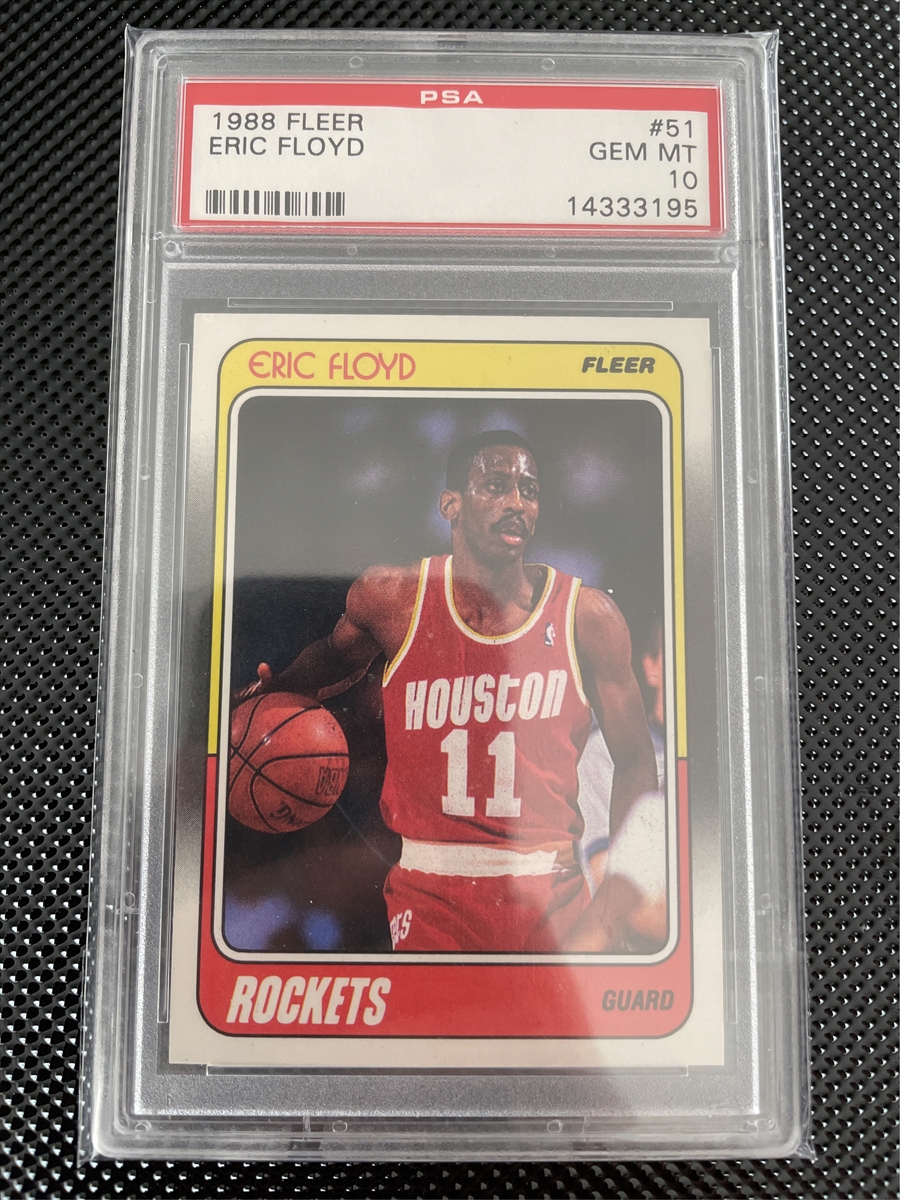 PSA
1988 FLEER #51
ERIC FLOYD GEM MT
10
14333195
ERIC FLOYD FLEER
HOUSTON
11
ROCKETS GUARD